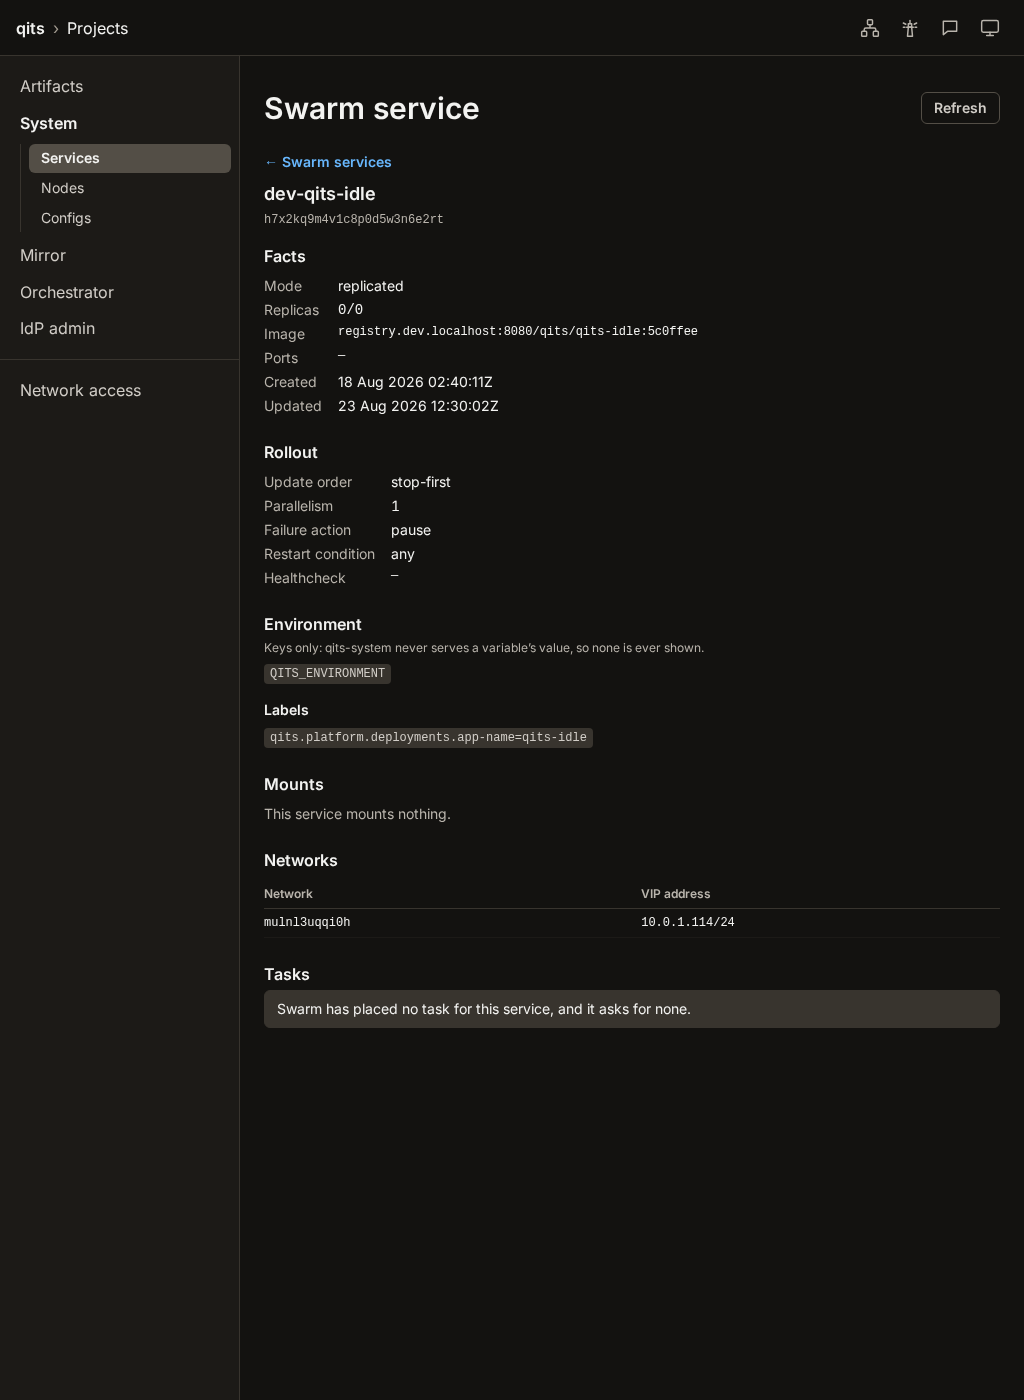 qits › Projects
Artifacts
System
Services
Nodes
Configs
Mirror
Orchestrator
IdP admin
Network access
Swarm service
Refresh
← Swarm services
dev-qits-idle
h7x2kq9m4v1c8p0d5w3n6e2rt
Facts
Mode replicated
Replicas 0/0
Image registry.dev.localhost:8080/qits/qits-idle:5c0ffee
Ports –
Created 18 Aug 2026 02:40:11Z
Updated 23 Aug 2026 12:30:02Z
Rollout
Update order stop-first
Parallelism 1
Failure action pause
Restart condition any
Healthcheck –
Environment
Keys only: qits-system never serves a variable’s value, so none is ever shown.
QITS_ENVIRONMENT
Labels
qits.platform.deployments.app-name=qits-idle
Mounts
This service mounts nothing.
Networks
Network VIP address
mulnl3uqqi0h 10.0.1.114/24
Tasks
Swarm has placed no task for this service, and it asks for none.